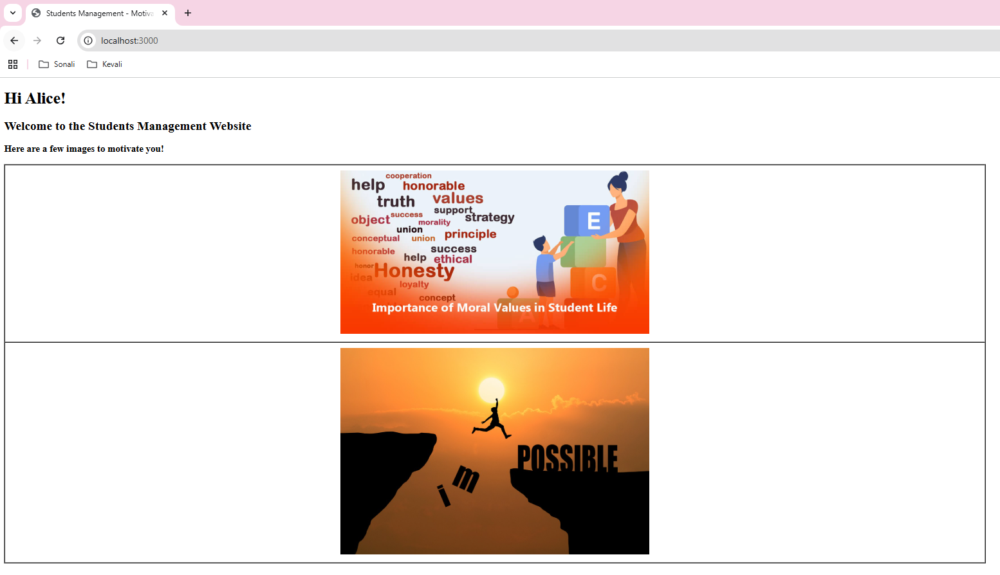 Students Management - Motiva
localhost:3000
Sonali
Kevali
Hi Alice!
Welcome to the Students Management Website
Here are a few images to motivate you!
cooperation
help honorable
truth values
support
object success strategy
morality
union
principle
conceptual union
honorable success
help ethical
honor Honesty
idea
loyalty
equal
concept
E
C
A
Importance of Moral Values in Student Life
POSSIBLE
im